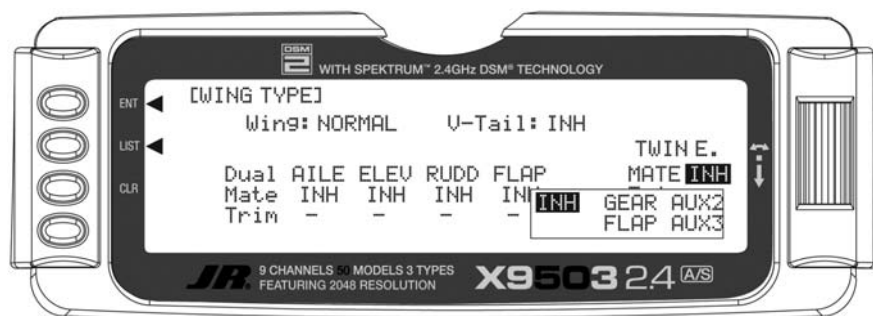 DSM
2 WITH SPEKTRUM™ 2.4GHz DSM® TECHNOLOGY
ENT
LIST
CLR
[WING TYPE]
Wing: NORMAL V-Tail: INH
TWIN E.
Dual AILE ELEV RUDD FLAP MATE INH
Mate INH INH INH
Trim - - - -
INH GEAR AUX2
FLAP AUX3
JR® 9 CHANNELS 50 MODELS 3 TYPES
FEATURING 2048 RESOLUTION
X9503 2.4 A/S